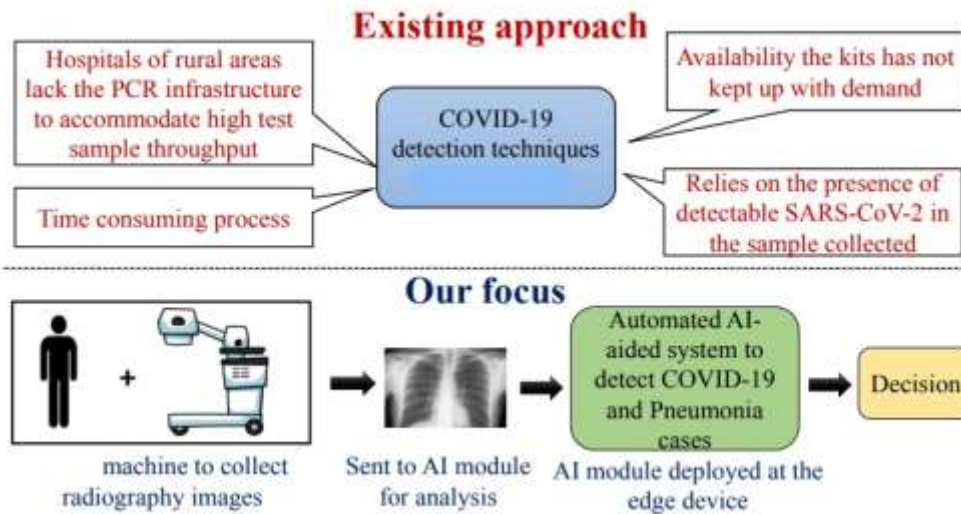 Existing approach
Hospitals of rural areas
lack the PCR infrastructure
to accommodate high test
sample throughput
Time consuming process
COVID-19
detection techniques
Availability the kits has not
kept up with demand
Relies on the presence of
detectable SARS-CoV-2 in
the sample collected
Our focus
+
machine to collect
radiography images
Sent to AI module
for analysis
Automated AI-
aided system to
detect COVID-19
and Pneumonia
cases
AI module deployed at the
edge device
Decision